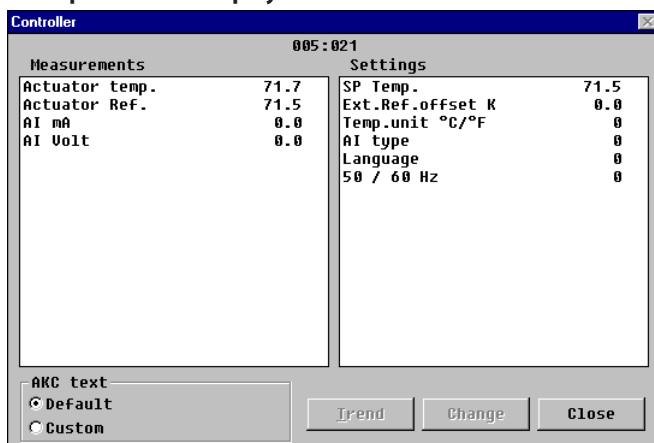 Controller
005:021
Measurements
Settings
Actuator temp. 71.7
Actuator Ref. 71.5
AI mA 0.0
AI Volt 0.0
SP Temp. 71.5
Ext.Ref.offset K 0.0
Temp.unit °C/°F 0
AI type 0
Language 0
50 / 60 Hz 0
AKC text
Default
Custom
Trend
Change
Close